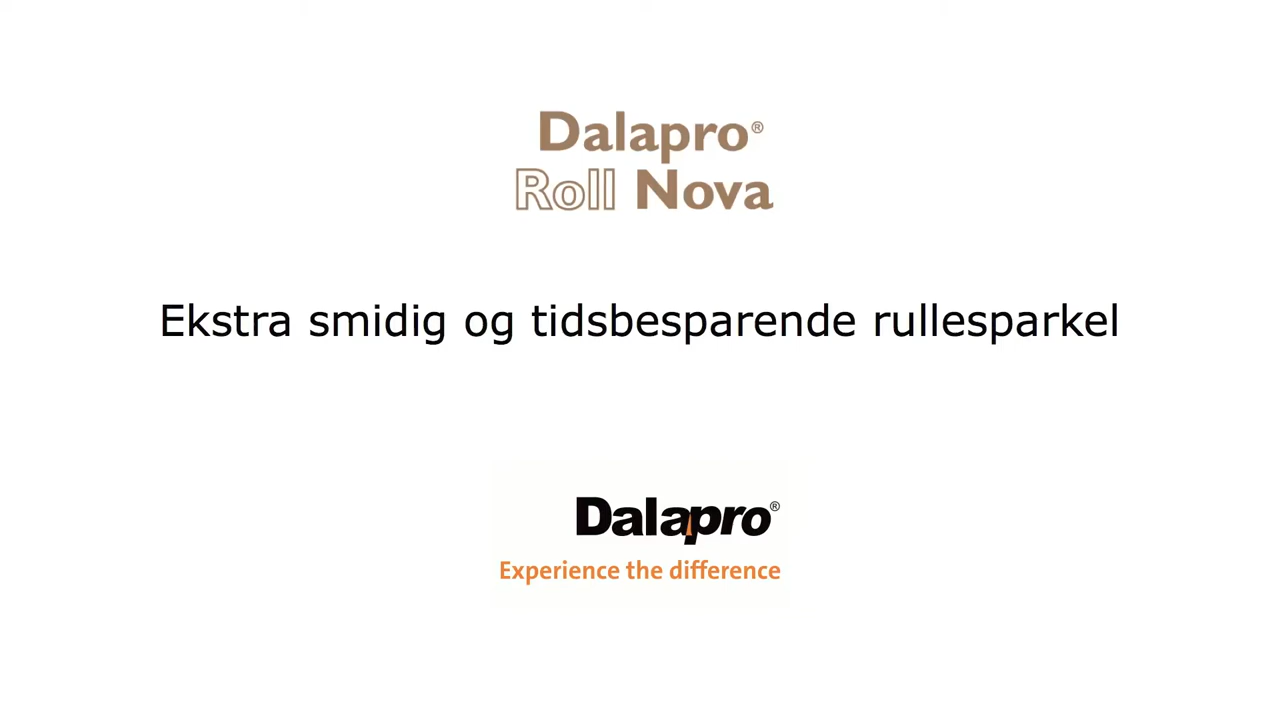 Dalapro®
Roll Nova
Ekstra smidig og tidsbesparende rullesparkel
Dalapro®
Experience the difference